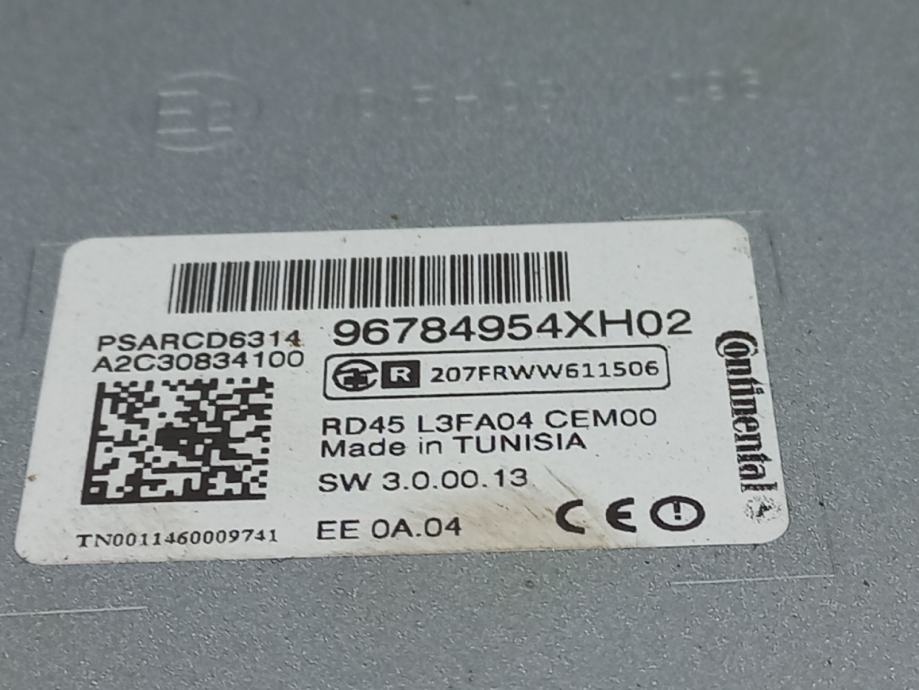 PSARCD6314
96784954XH02
A2C30834100
R 207FRWW611506
RD45 L3FA04 CEM00
Made in TUNISIA
SW 3.0.00.13
TN0011460009741
EE 0A.04
CE
Continental